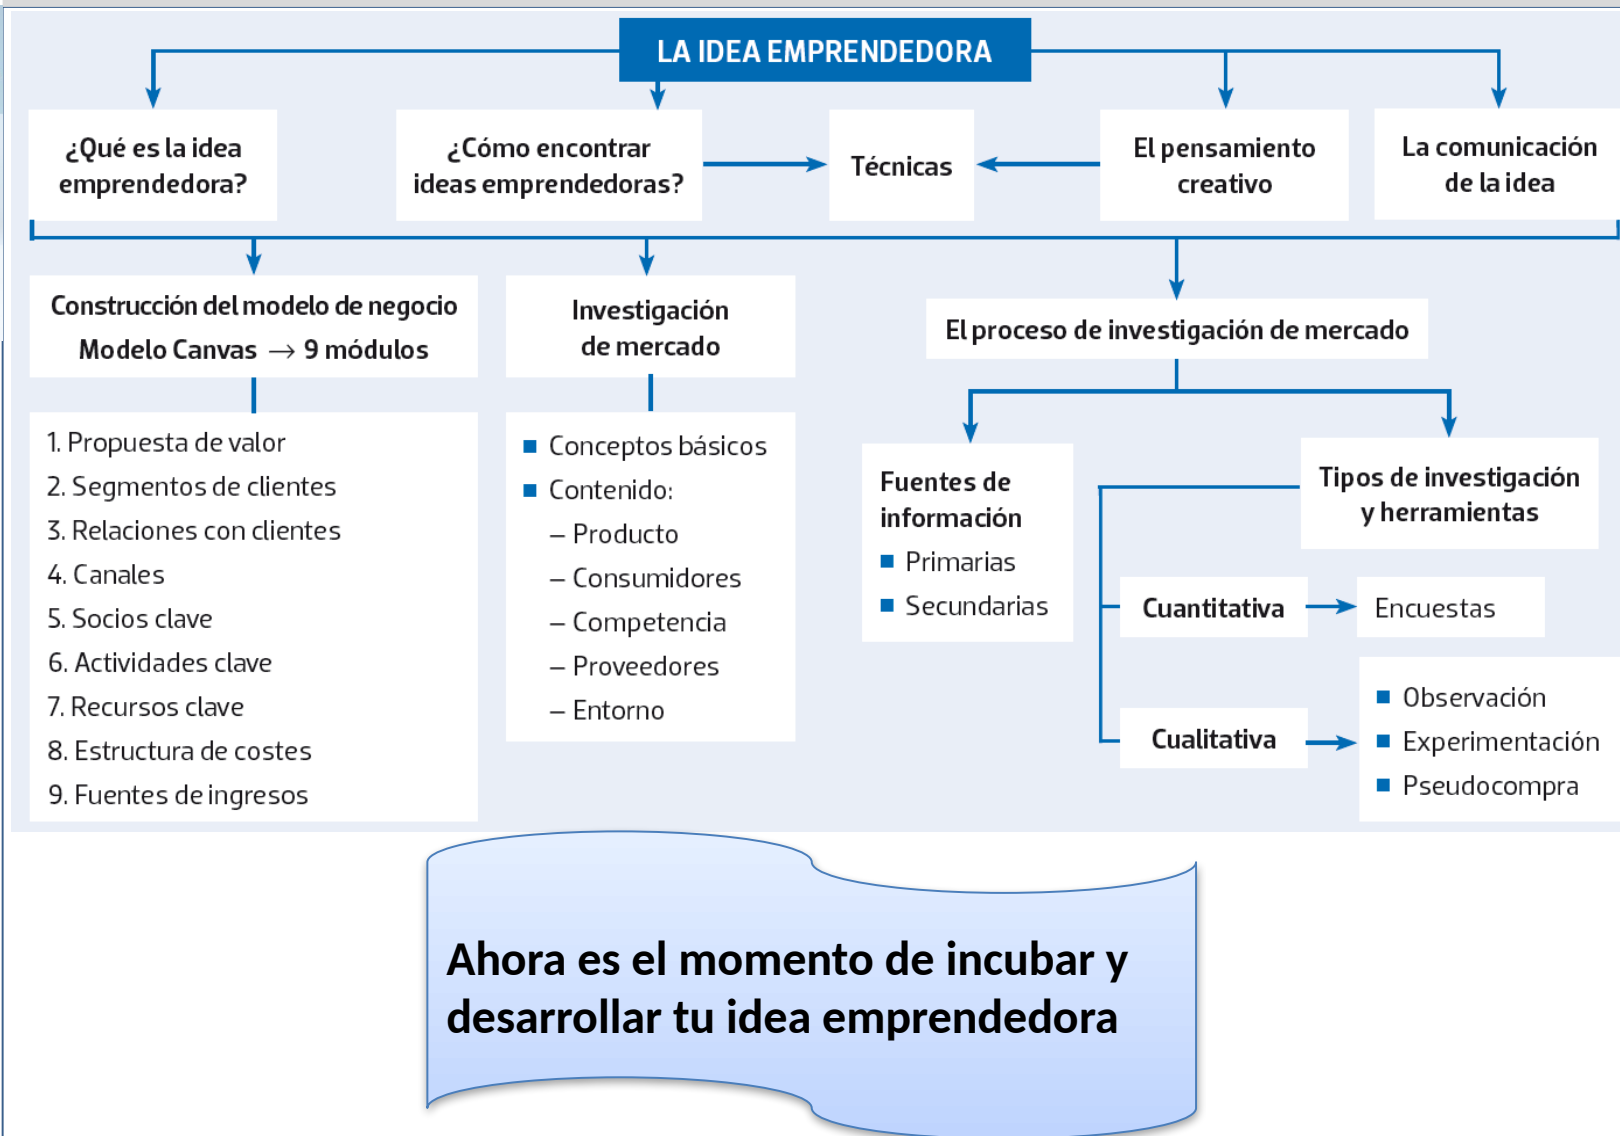 LA IDEA EMPRENDEDORA
¿Qué es la idea
emprendedora?
¿Cómo encontrar
ideas emprendedoras?
Técnicas
El pensamiento
creativo
La comunicación
de la idea
Construcción del modelo de negocio
Modelo Canvas → 9 módulos
1. Propuesta de valor
2. Segmentos de clientes
3. Relaciones con clientes
4. Canales
5. Socios clave
6. Actividades clave
7. Recursos clave
8. Estructura de costes
9. Fuentes de ingresos
Investigación
de mercado
■ Conceptos básicos
■ Contenido:
– Producto
– Consumidores
– Competencia
– Proveedores
– Entorno
El proceso de investigación de mercado
Fuentes de
información
■ Primarias
■ Secundarias
Tipos de investigación
y herramientas
Cuantitativa
Encuestas
Cualitativa
■ Observación
■ Experimentación
■ Pseudocompra
Ahora es el momento de incubar y
desarrollar tu idea emprendedora